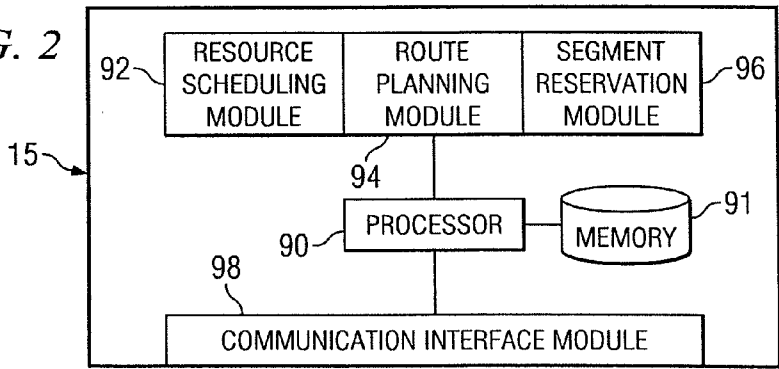 G. 2
92
RESOURCE SCHEDULING MODULE
ROUTE PLANNING MODULE
SEGMENT RESERVATION MODULE
96
15
94
PROCESSOR
90
MEMORY
91
98
COMMUNICATION INTERFACE MODULE